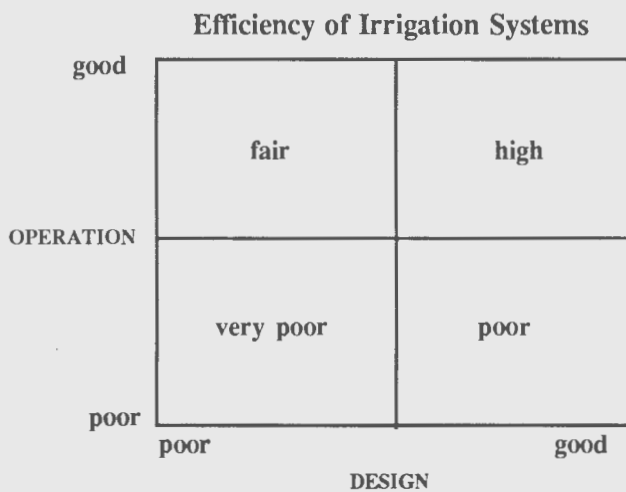 Efficiency of Irrigation Systems
good
fair high
OPERATION
very poor poor
poor
poor good
DESIGN